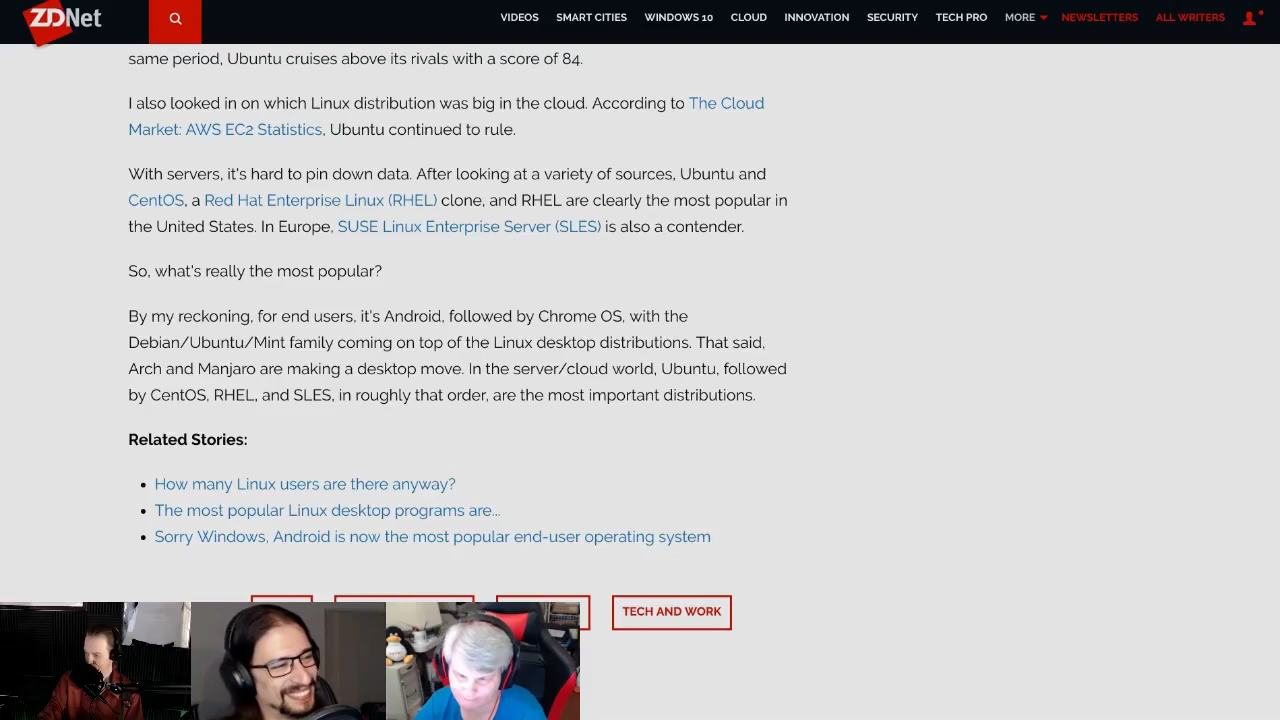 ZDNet
VIDEOS SMART CITIES WINDOWS 10 CLOUD INNOVATION SECURITY TECH PRO MORE NEWSLETTERS ALL WRITERS
same period, Ubuntu cruises above its rivals with a score of 84.
I also looked in on which Linux distribution was big in the cloud. According to The Cloud
Market: AWS EC2 Statistics, Ubuntu continued to rule.
With servers, it's hard to pin down data. After looking at a variety of sources, Ubuntu and
CentOS, a Red Hat Enterprise Linux (RHEL) clone, and RHEL are clearly the most popular in
the United States. In Europe, SUSE Linux Enterprise Server (SLES) is also a contender.
So, what's really the most popular?
By my reckoning, for end users, it's Android, followed by Chrome OS, with the
Debian/Ubuntu/Mint family coming on top of the Linux desktop distributions. That said,
Arch and Manjaro are making a desktop move. In the server/cloud world, Ubuntu, followed
by CentOS, RHEL, and SLES, in roughly that order, are the most important distributions.
Related Stories:
How many Linux users are there anyway?
The most popular Linux desktop programs are...
Sorry Windows, Android is now the most popular end-user operating system
TECH AND WORK